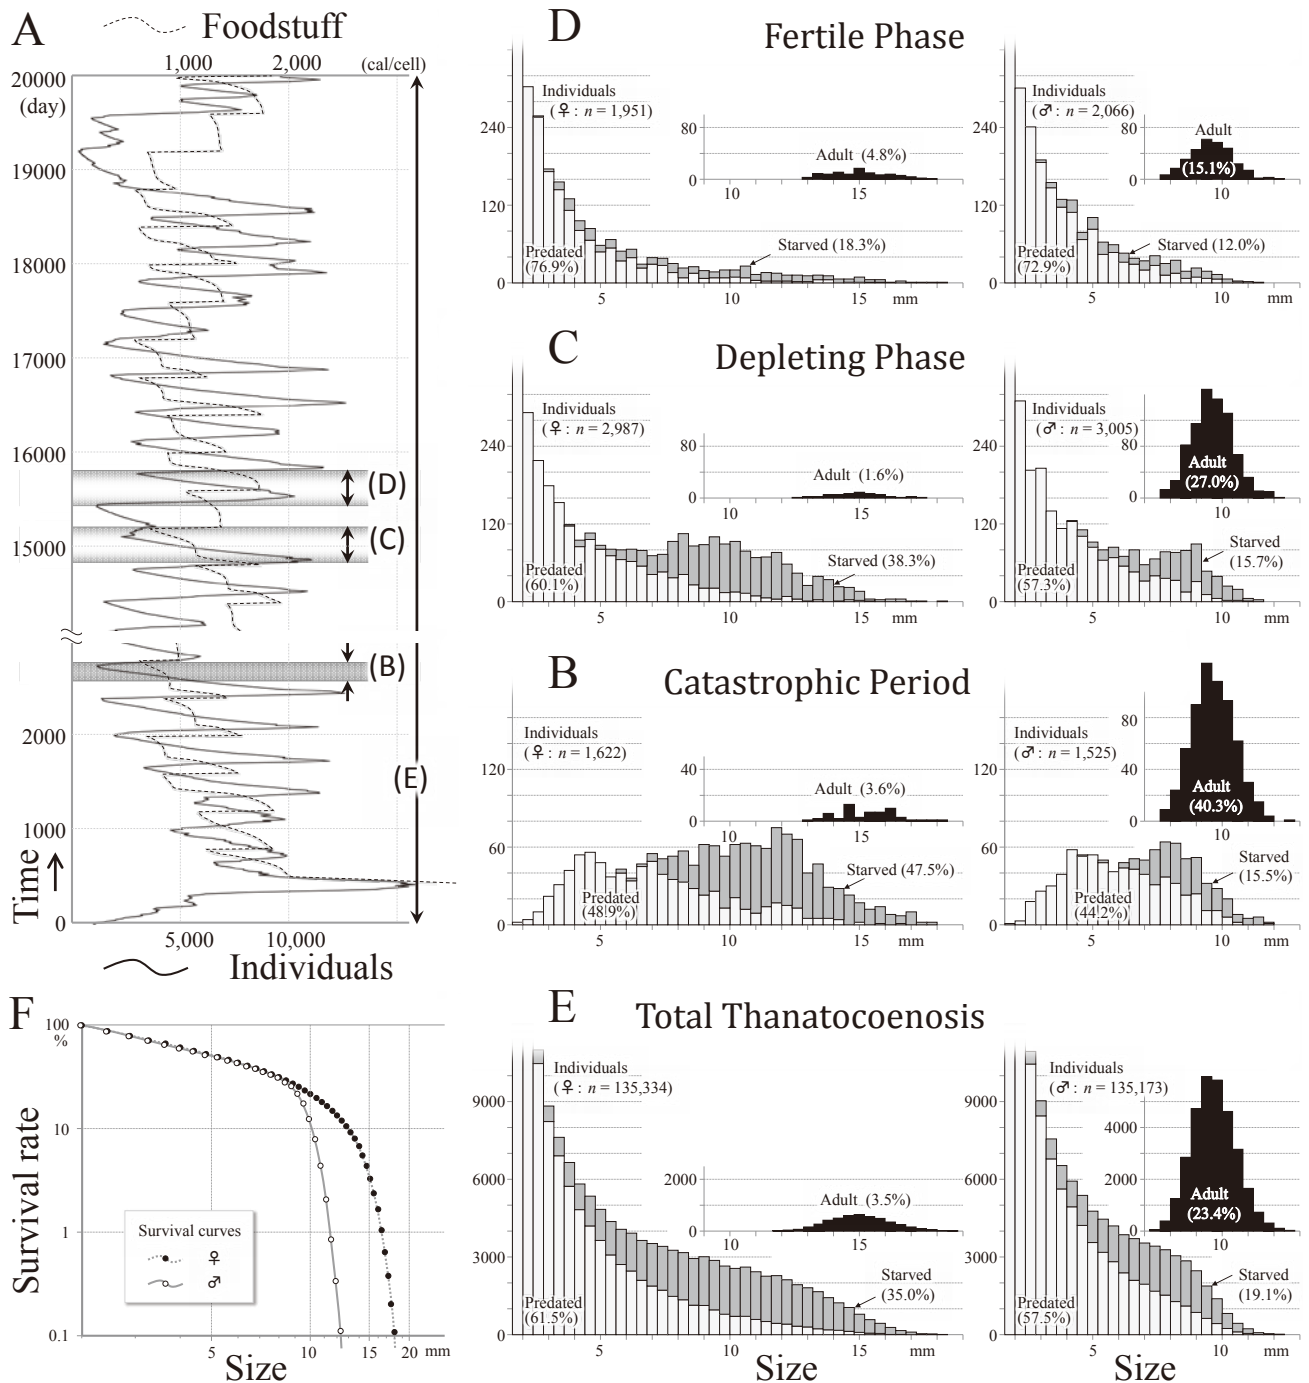 A
Foodstuff
1,000
2,000
(cal/cell)
20000
(day)
19000
18000
17000
16000
15000
2000
1000
0
Time
(D)
(C)
(B)
(E)
5,000
10,000
Individuals
D
Fertile Phase
Individuals
(♀: n = 1,951)
240
120
0
80
0
Adult (4.8%)
10
15
Predated
(76.9%)
Starved (18.3%)
5
10
15
mm
Individuals
(♂: n = 2,066)
240
120
0
80
0
Adult
(15.1%)
10
Predated
(72.9%)
Starved (12.0%)
5
10
mm
C
Depleting Phase
Individuals
(♀: n = 2,987)
240
120
0
80
0
Adult (1.6%)
10
15
Predated
(60.1%)
Starved (38.3%)
5
10
15
mm
Individuals
(♂: n = 3,005)
240
120
0
80
0
Adult
(27.0%)
10
Predated
(57.3%)
Starved
(15.7%)
5
10
mm
B
Catastrophic Period
Individuals
(♀: n = 1,622)
120
60
0
40
0
Adult (3.6%)
10
15
Predated
(48.9%)
Starved (47.5%)
5
10
15
mm
Individuals
(♂: n = 1,525)
120
60
0
80
40
0
Adult
(40.3%)
10
Predated
(44.2%)
Starved
(15.5%)
5
10
mm
E
Total Thanatocoenosis
Individuals
(♀: n = 135,334)
9000
6000
3000
0
2000
0
Adult (3.5%)
10
15
Predated
(61.5%)
Starved
(35.0%)
5
10
15
mm
Size
Individuals
(♂: n = 135,173)
9000
6000
3000
0
4000
2000
0
Adult
(23.4%)
10
Predated
(57.5%)
Starved
(19.1%)
5
10
mm
Size
F
100
%
10
1
0.1
Survival rate
Survival curves
♀
♂
5
10
15
20
mm
Size